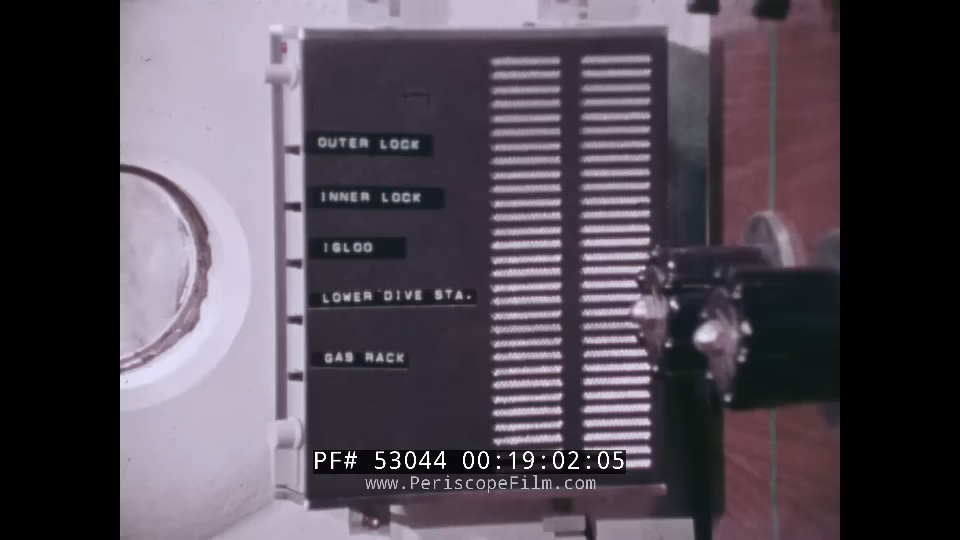 OUTER LOCK
INNER LOCK
IGLOO
LOWER DIVE STA.
GAS RACK
PF# 53044 00:19:02:05
www.PeriscopeFilm.com